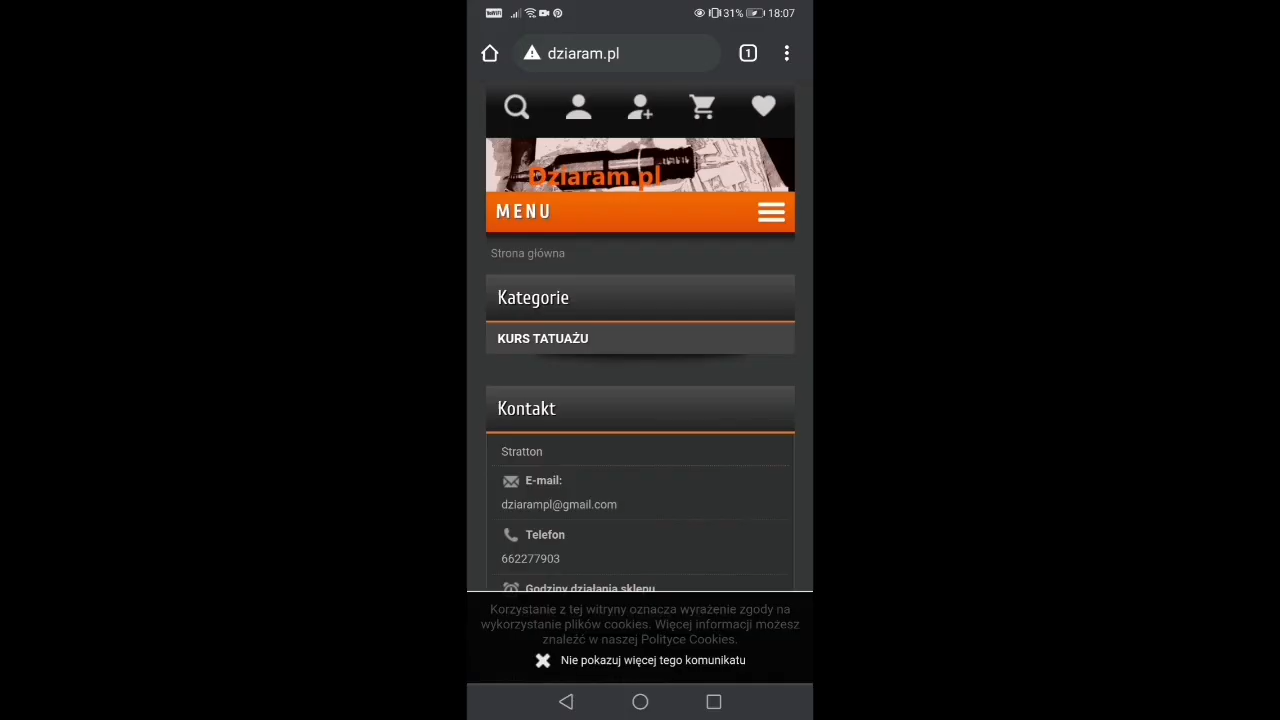 VoWiFi 31% 18:07
dziaram.pl 1
Dziaram.pl
MENU
Strona główna
Kategorie
KURS TATUAŻU
Kontakt
Stratton
E-mail:
dziarampl@gmail.com
Telefon
662277903
Godziny działania sklepu
Korzystanie z tej witryny oznacza wyrażenie zgody na
wykorzystanie plików cookies. Więcej informacji możesz
znaleźć w naszej Polityce Cookies.
Nie pokazuj więcej tego komunikatu